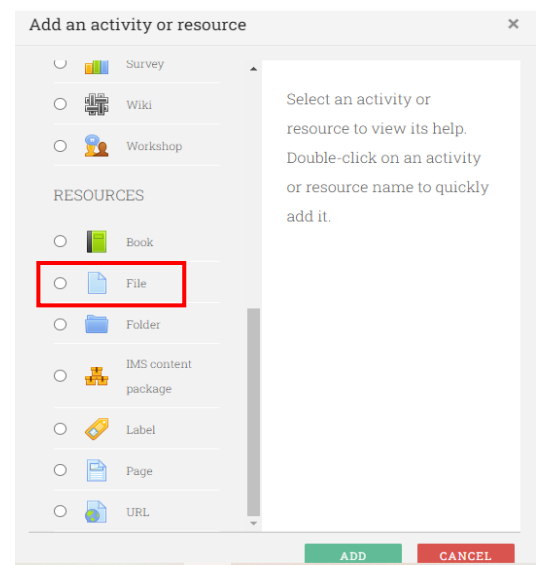 Add an activity or resource
×
Survey
Wiki
Workshop
RESOURCES
Book
File
Folder
IMS content
package
Label
Page
URL
Select an activity or
resource to view its help.
Double-click on an activity
or resource name to quickly
add it.
ADD
CANCEL